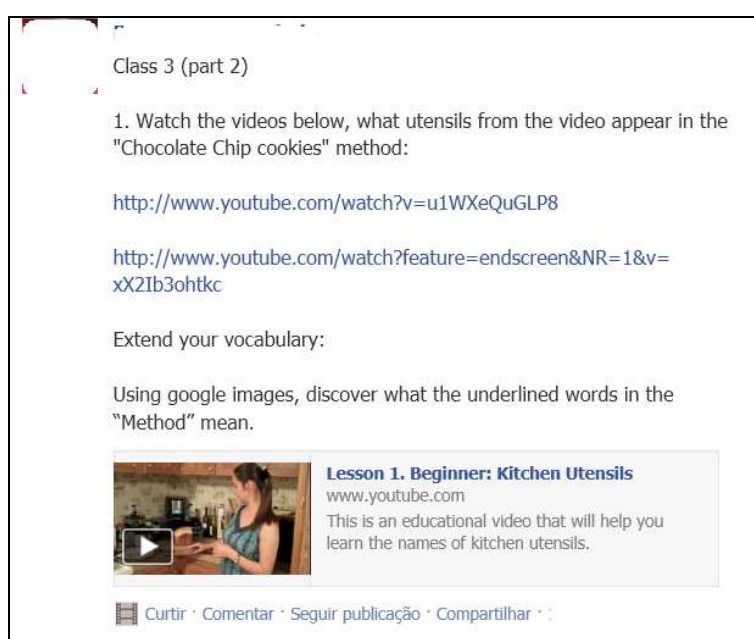 Class 3 (part 2)
1. Watch the videos below, what utensils from the video appear in the
"Chocolate Chip cookies" method:
http://www.youtube.com/watch?v=u1WXeQuGLP8
http://www.youtube.com/watch?feature=endscreen&NR=1&v=
xX2Ib3ohtkc
Extend your vocabulary:
Using google images, discover what the underlined words in the
“Method” mean.
Lesson 1. Beginner: Kitchen Utensils
www.youtube.com
This is an educational video that will help you
learn the names of kitchen utensils.
Curtir · Comentar · Seguir publicação · Compartilhar ·